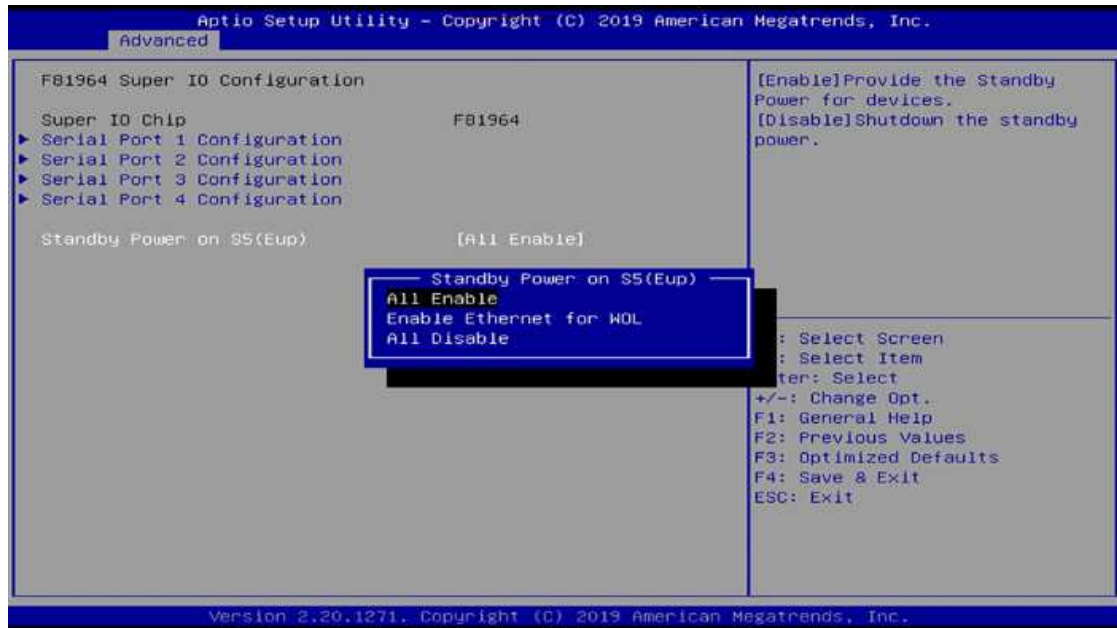 Aptio Setup Utility – Copyright (C) 2019 American Megatrends, Inc.
Advanced
F81964 Super IO Configuration
Super IO Chip F81964
Serial Port 1 Configuration
Serial Port 2 Configuration
Serial Port 3 Configuration
Serial Port 4 Configuration
Standby Power on S5(Eup) [All Enable]
Standby Power on S5(Eup)
All Enable
Enable Ethernet for WOL
All Disable
[Enable]Provide the Standby
Power for devices.
[Disable]Shutdown the standby
power.
: Select Screen
: Select Item
ter: Select
+/-: Change Opt.
F1: General Help
F2: Previous Values
F3: Optimized Defaults
F4: Save & Exit
ESC: Exit
Version 2.20.1271. Copyright (C) 2019 American Megatrends, Inc.